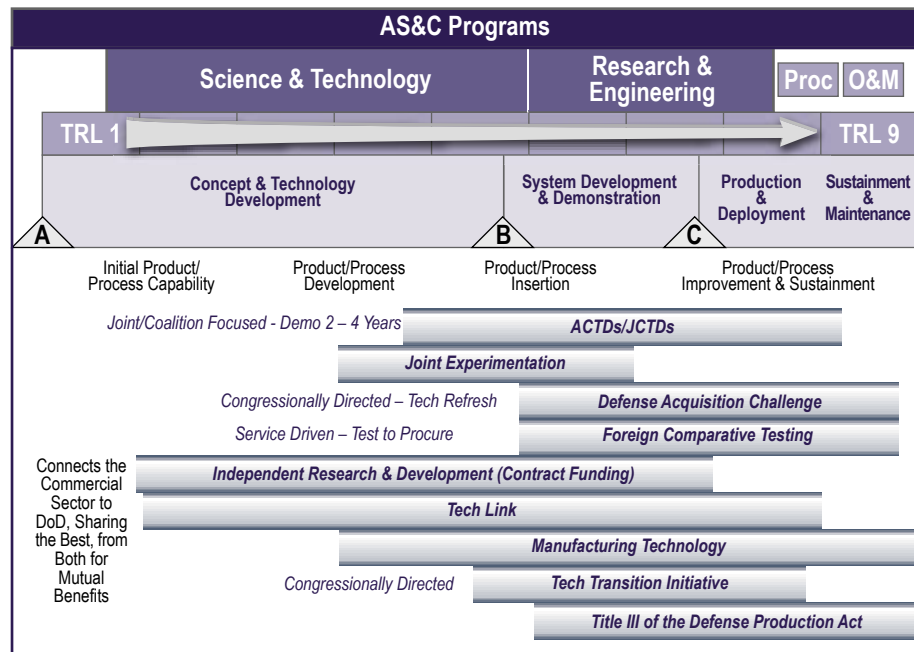 AS&C Programs
Science & Technology
Research &
Engineering
Proc
O&M
TRL 1
TRL 9
Concept & Technology
Development
System Development
& Demonstration
Production
&
Deployment
Sustainment
&
Maintenance
A
B
C
Initial Product/
Process Capability
Product/Process
Development
Product/Process
Insertion
Product/Process
Improvement & Sustainment
Joint/Coalition Focused - Demo 2 – 4 Years
ACTDs/JCTDs
Joint Experimentation
Congressionally Directed – Tech Refresh
Defense Acquisition Challenge
Service Driven – Test to Procure
Foreign Comparative Testing
Connects the
Commercial
Sector to
DoD, Sharing
the Best, from
Both for
Mutual
Benefits
Independent Research & Development (Contract Funding)
Tech Link
Manufacturing Technology
Congressionally Directed
Tech Transition Initiative
Title III of the Defense Production Act